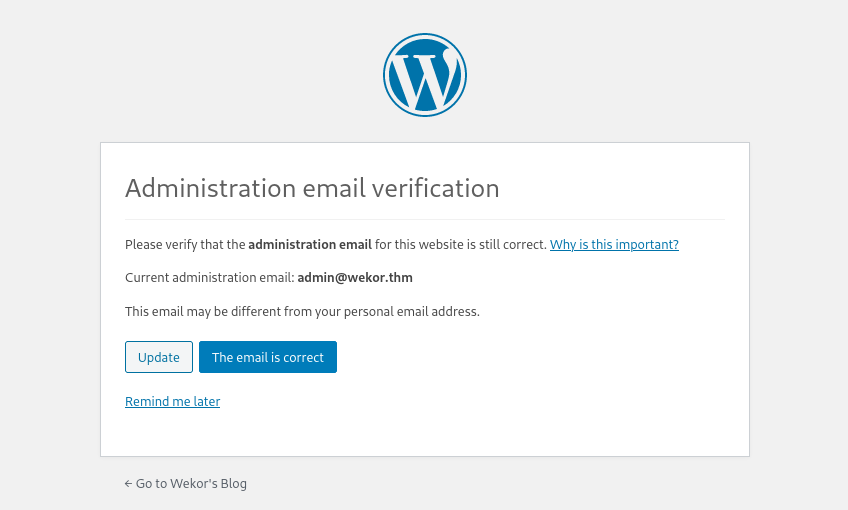 Administration email verification
Please verify that the administration email for this website is still correct. Why is this important?
Current administration email: admin@wekor.thm
This email may be different from your personal email address.
Update The email is correct
Remind me later
← Go to Wekor's Blog